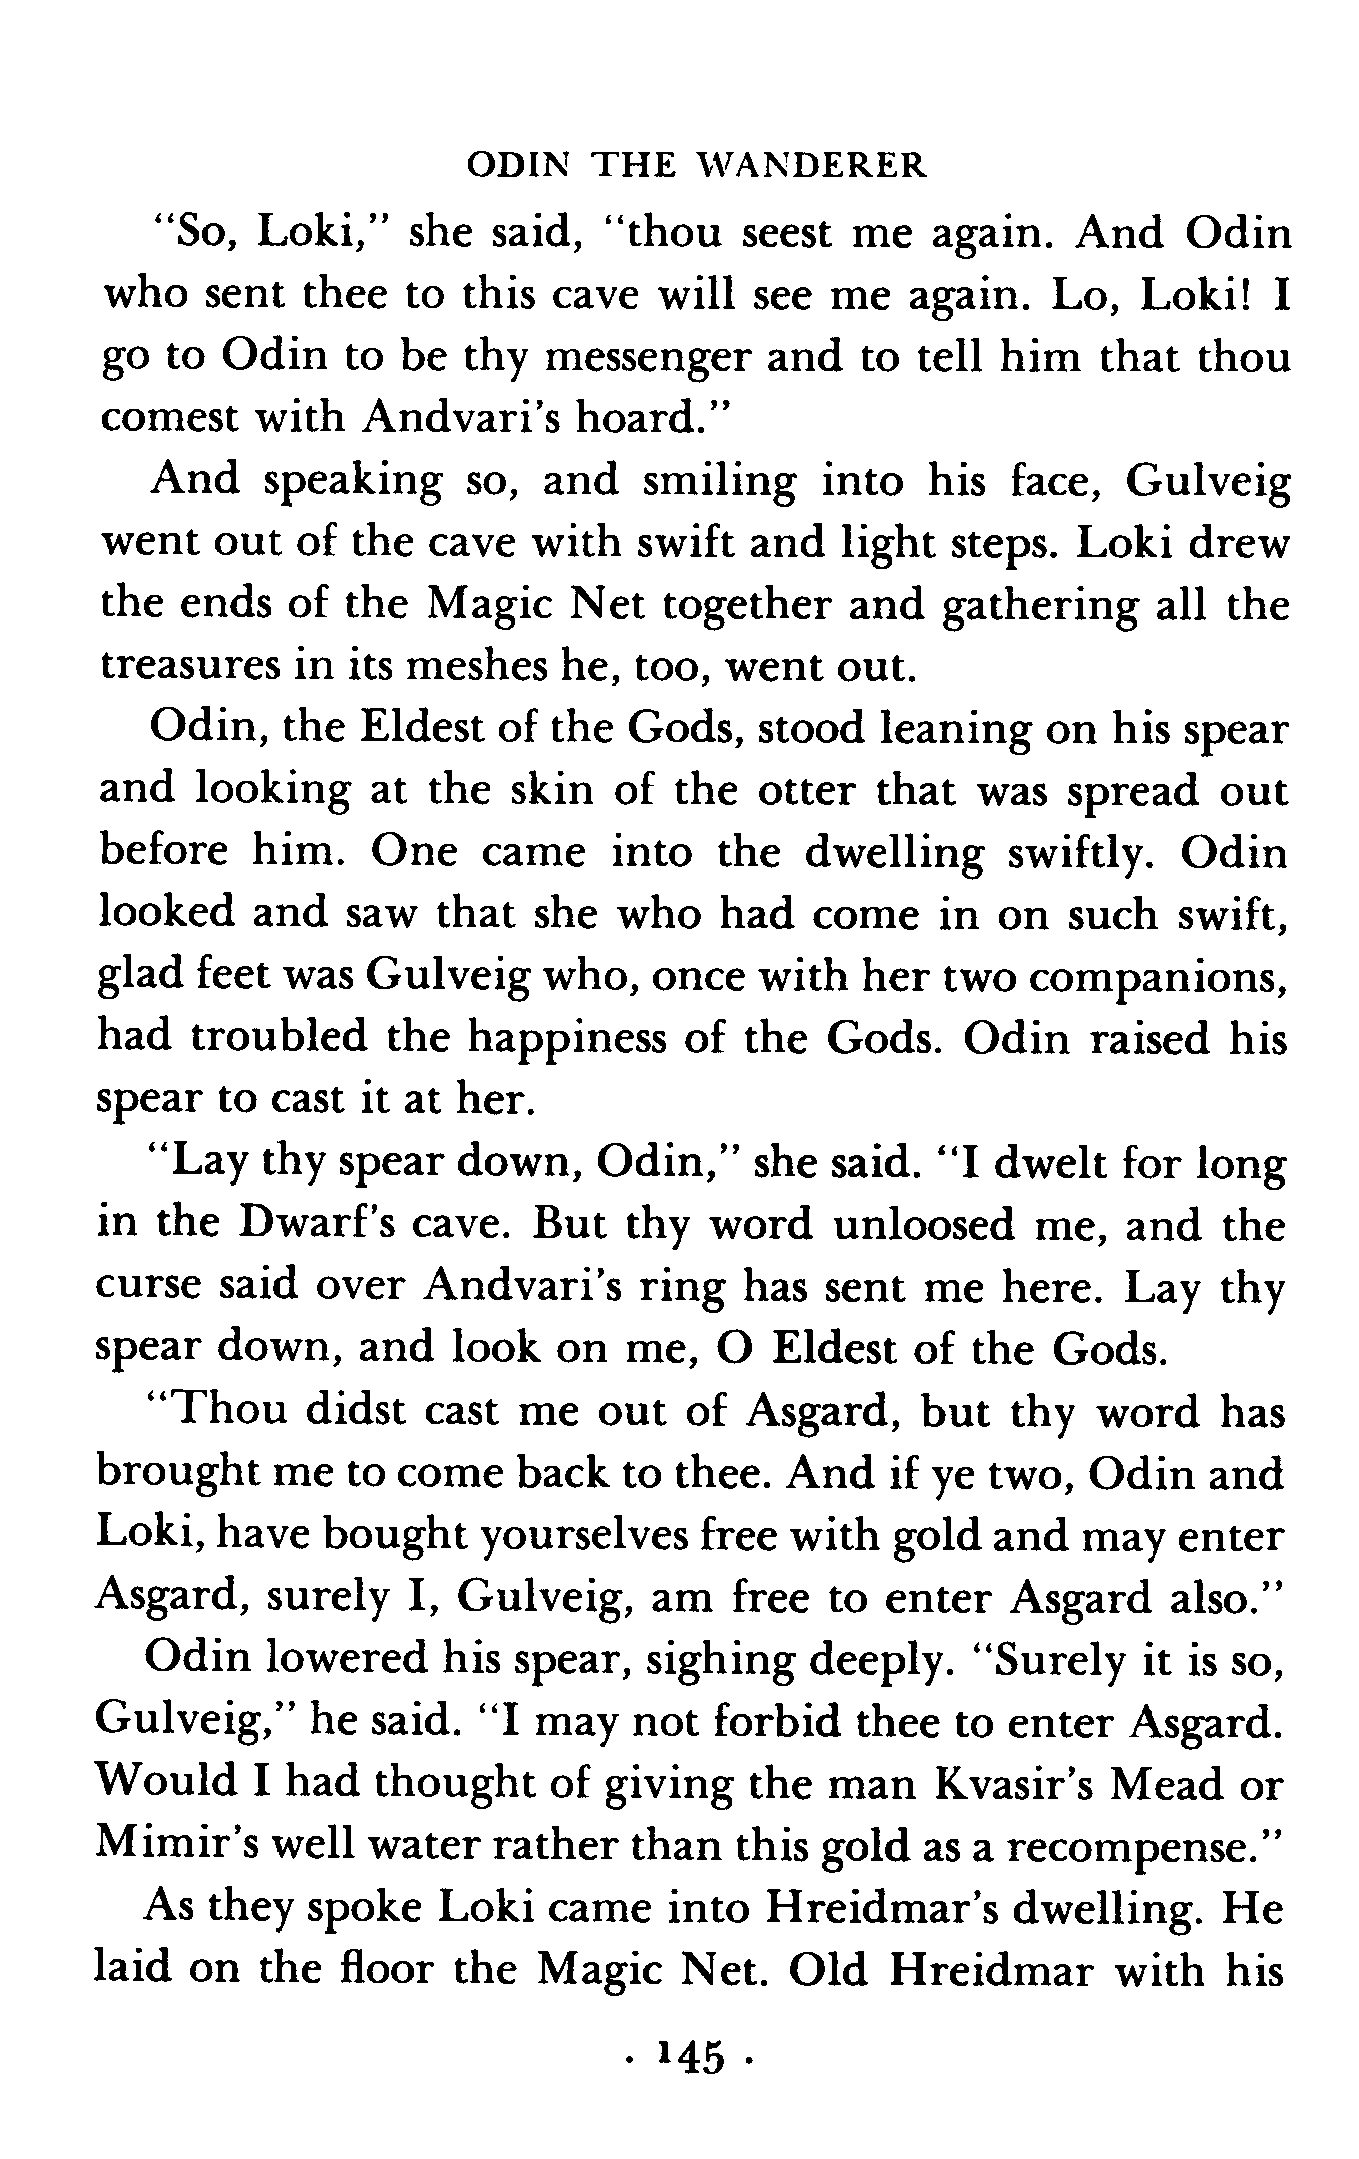 ODIN THE WANDERER
“So, Loki,” she said, “thou seest me again. And Odin
who sent thee to this cave will see me again. Lo, Loki! I
go to Odin to be thy messenger and to tell him that thou
comest with Andvari’s hoard.”
And speaking so, and smiling into his face, Gulveig
went out of the cave with swift and light steps. Loki drew
the ends of the Magic Net together and gathering all the
treasures in its meshes he, too, went out.
Odin, the Eldest of the Gods, stood leaning on his spear
and looking at the skin of the otter that was spread out
before him. One came into the dwelling swiftly. Odin
looked and saw that she who had come in on such swift,
glad feet was Gulveig who, once with her two companions,
had troubled the happiness of the Gods. Odin raised his
spear to cast it at her.
“Lay thy spear down, Odin,” she said. “I dwelt for long
in the Dwarf’s cave. But thy word unloosed me, and the
curse said over Andvari’s ring has sent me here. Lay thy
spear down, and look on me, O Eldest of the Gods.
“Thou didst cast me out of Asgard, but thy word has
brought me to come back to thee. And if ye two, Odin and
Loki, have bought yourselves free with gold and may enter
Asgard, surely I, Gulveig, am free to enter Asgard also.”
Odin lowered his spear, sighing deeply. “Surely it is so,
Gulveig,” he said. “I may not forbid thee to enter Asgard.
Would I had thought of giving the man Kvasir’s Mead or
Mimir’s well water rather than this gold as a recompense.”
As they spoke Loki came into Hreidmar’s dwelling. He
laid on the floor the Magic Net. Old Hreidmar with his
· 145 ·